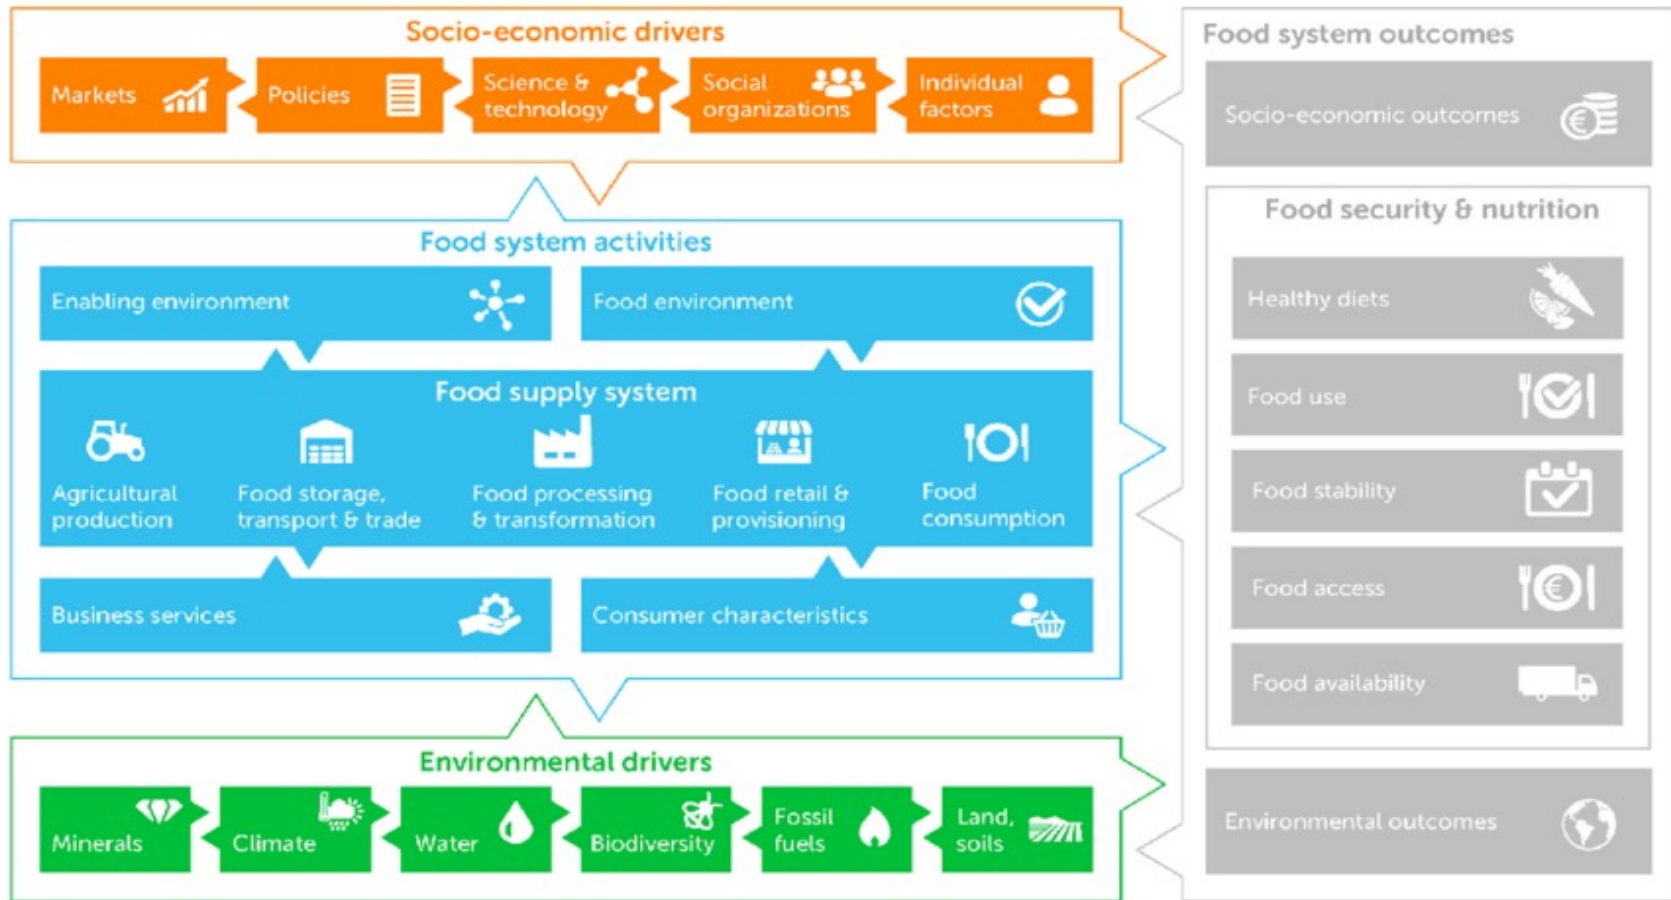 Socio-economic drivers
Markets
Policies
Science &
technology
Social
organizations
Individual
factors
Food system activities
Enabling environment
Food environment
Food supply system
Agricultural
production
Food storage,
transport & trade
Food processing
& transformation
Food retail &
provisioning
Food
consumption
Business services
Consumer characteristics
Environmental drivers
Minerals
Climate
Water
Biodiversity
Fossil
fuels
Land,
soils
Food system outcomes
Socio-economic outcomes
€
Food security & nutrition
Healthy diets
Food use
Food stability
Food access
€
Food availability
Environmental outcomes